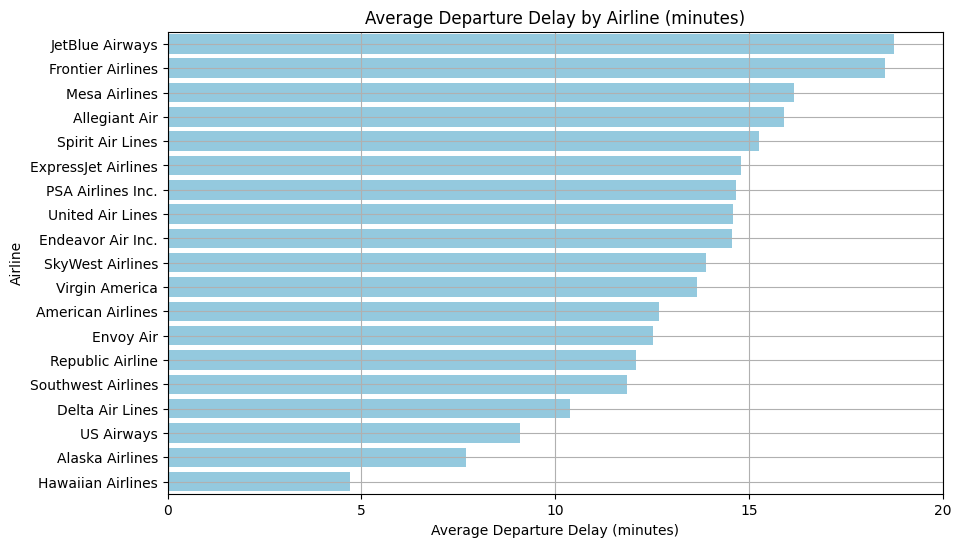 Average Departure Delay by Airline (minutes)
JetBlue Airways
Frontier Airlines
Mesa Airlines
Allegiant Air
Spirit Air Lines
ExpressJet Airlines
PSA Airlines Inc.
United Air Lines
Endeavor Air Inc.
SkyWest Airlines
Virgin America
American Airlines
Envoy Air
Republic Airline
Southwest Airlines
Delta Air Lines
US Airways
Alaska Airlines
Hawaiian Airlines
Airline
0 5 10 15 20
Average Departure Delay (minutes)